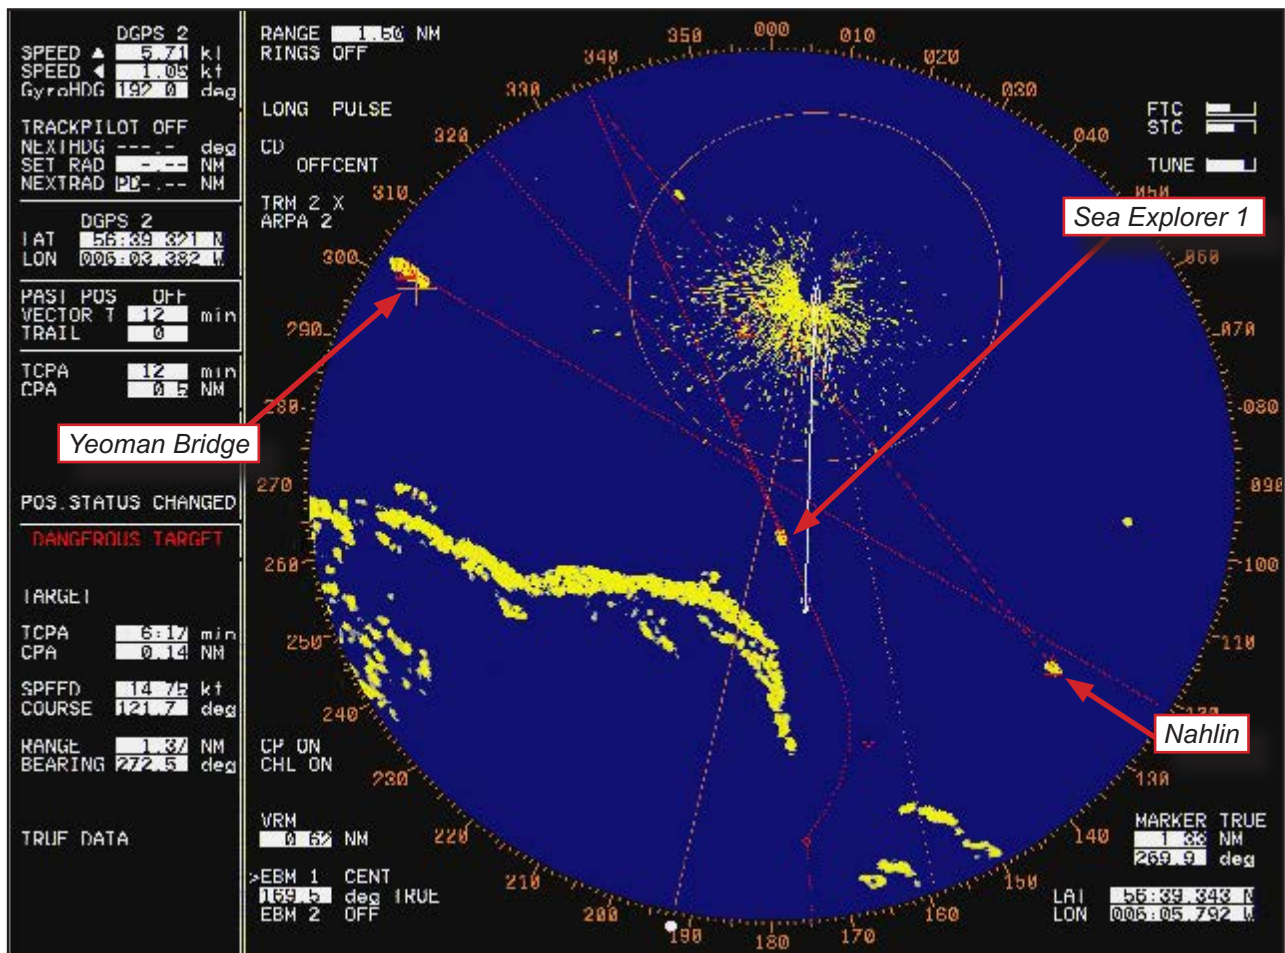 DGPS 2
SPEED ▲ 5.71 kt
SPEED ◀ 1.05 kt
GyroHDG 192.0 deg
TRACKPILOT OFF
NEXTHDG ---.- deg
SET RAD -.-- NM
NEXTRAD PD-.-- NM
DGPS 2
LAT 56:39.321 N
LON 006:03.382 W
PAST POS OFF
VECTOR T 12 min
TRAIL 0
TCPA 12 min
CPA 0.5 NM
POS.STATUS CHANGED
DANGEROUS TARGET
TARGET
TCPA 6:17 min
CPA 0.14 NM
SPEED 14.75 kt
COURSE 121.7 deg
RANGE 1.37 NM
BEARING 272.5 deg
TRUE DATA
RANGE 1.50 NM
RINGS OFF
LONG PULSE
CD
OFFCENT
TRM 2 X
ARPA 2
CP ON
CHL ON
VRM
0.62 NM
>EBM 1 CENT
169.5 deg TRUE
EBM 2 OFF
FTC
STC
TUNE
Sea Explorer 1
Yeoman Bridge
Nahlin
MARKER TRUE
1.33 NM
269.9 deg
LAT 56:39.343 N
LON 006:05.792 W
000
010
020
030
040
050
060
070
080
090
100
110
130
140
150
160
170
180
190
200
210
220
230
240
250
260
270
280
290
300
310
320
330
340
350